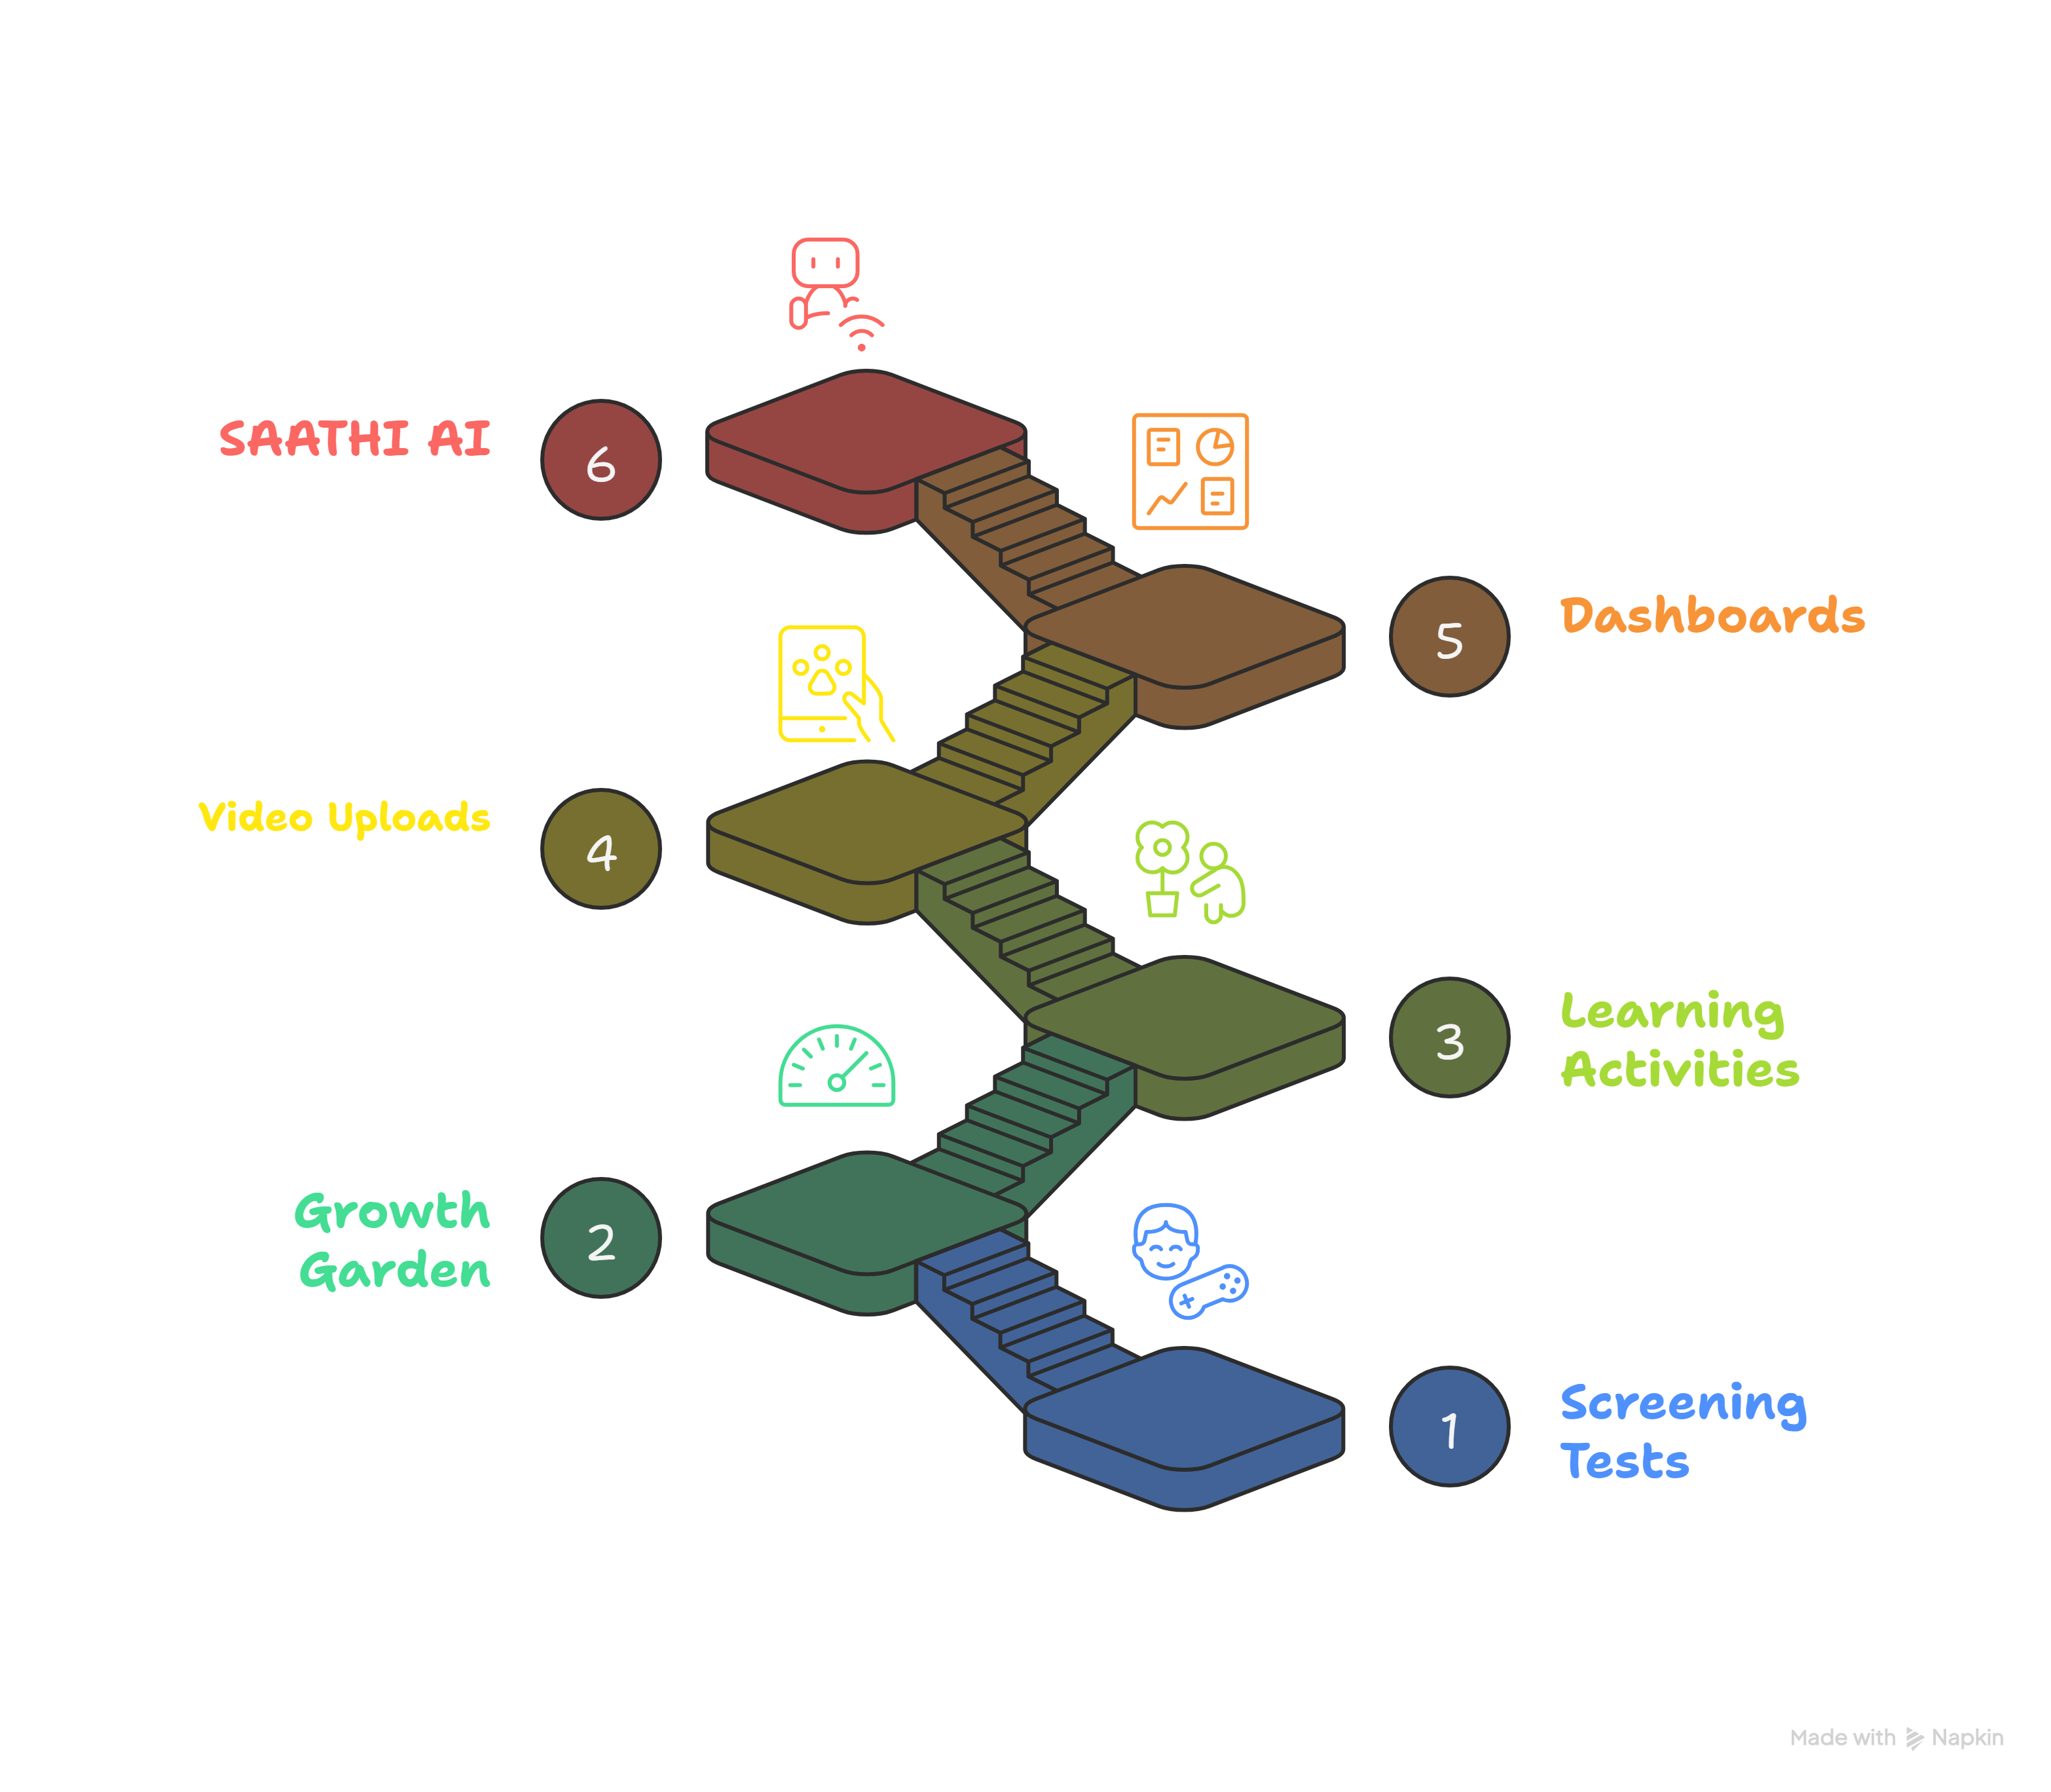 SAATHI AI
6
Dashboards
5
Video Uploads
4
Learning
Activities
3
Growth
Garden
2
Screening
Tests
1
Made with Napkin